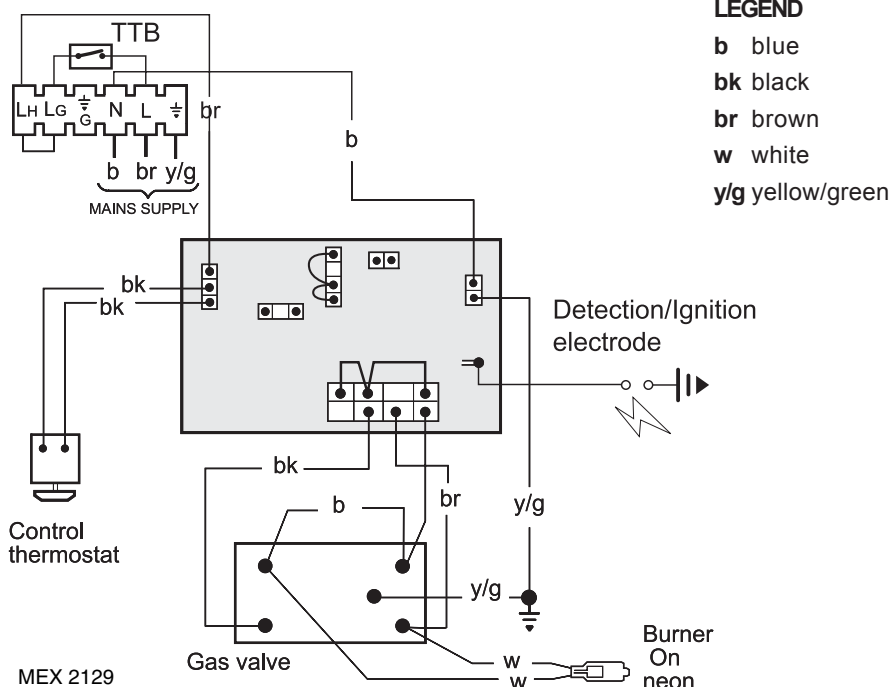 LEGEND
b blue
bk black
br brown
w white
y/g yellow/green
TTB
LH LG G N L
br
b
b br y/g
MAINS SUPPLY
bk
bk
Detection/Ignition
electrode
bk
b
br
y/g
Control
thermostat
y/g
Gas valve
w
w
Burner
On
neon
MEX 2129